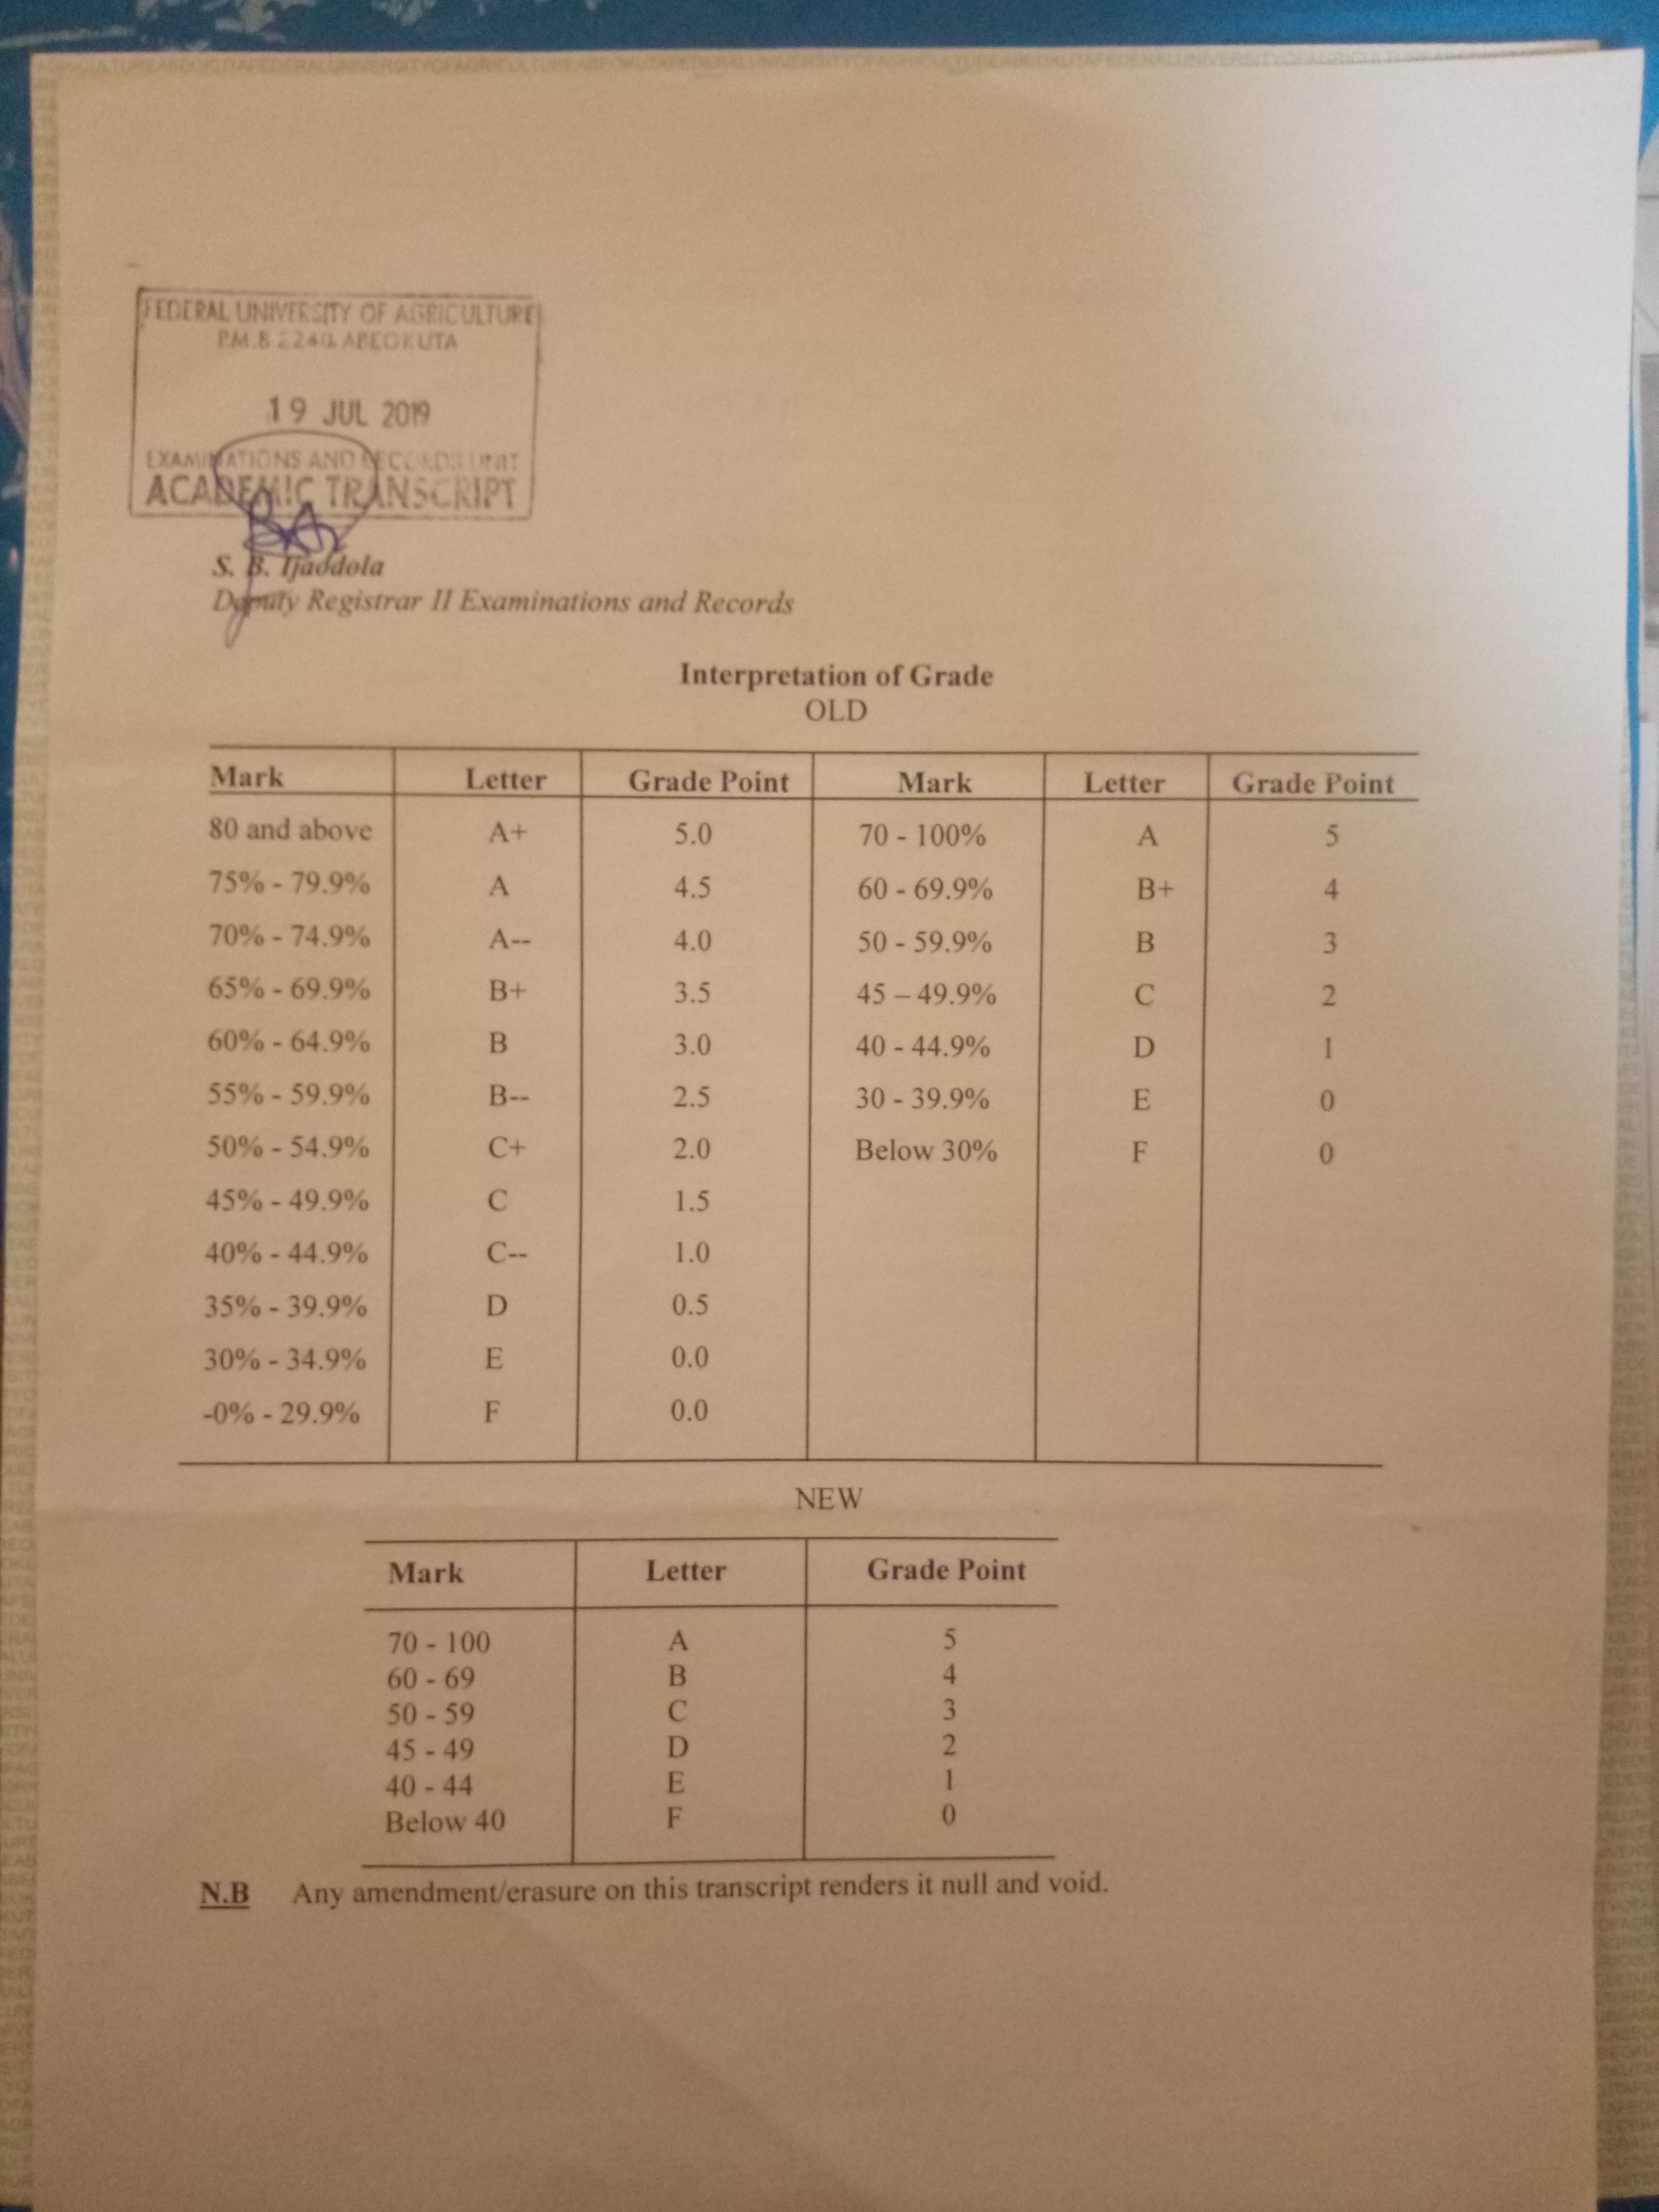 FEDERAL UNIVERSITY OF AGRICULTURE
P.M.B 2240, ABEOKUTA
19 JUL 2019
EXAMINATIONS AND RECORDS UNIT
ACADEMIC TRANSCRIPT
S. B. Ijaodola
Deputy Registrar II Examinations and Records
Interpretation of Grade
OLD
Mark Letter Grade Point Mark Letter Grade Point
80 and above A+ 5.0 70 - 100% A 5
75% - 79.9% A 4.5 60 - 69.9% B+ 4
70% - 74.9% A-- 4.0 50 - 59.9% B 3
65% - 69.9% B+ 3.5 45 – 49.9% C 2
60% - 64.9% B 3.0 40 - 44.9% D 1
55% - 59.9% B-- 2.5 30 - 39.9% E 0
50% - 54.9% C+ 2.0 Below 30% F 0
45% - 49.9% C 1.5
40% - 44.9% C-- 1.0
35% - 39.9% D 0.5
30% - 34.9% E 0.0
-0% - 29.9% F 0.0
NEW
Mark Letter Grade Point
70 - 100 A 5
60 - 69 B 4
50 - 59 C 3
45 - 49 D 2
40 - 44 E 1
Below 40 F 0
N.B Any amendment/erasure on this transcript renders it null and void.